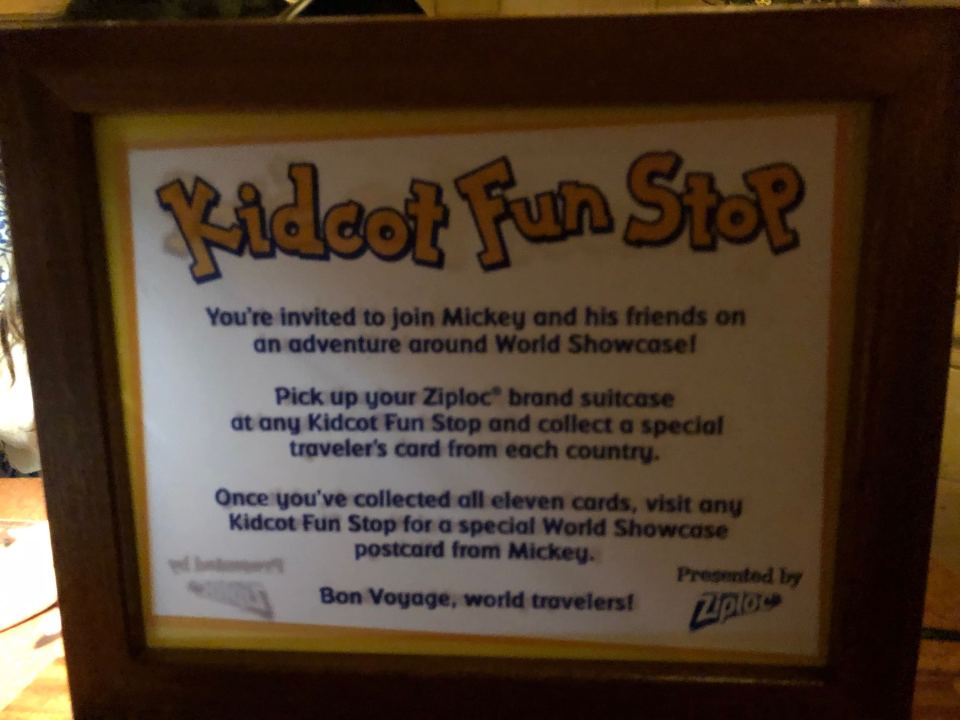 Kidcot Fun Stop
You're invited to join Mickey and his friends on
an adventure around World Showcase!
Pick up your Ziploc® brand suitcase
at any Kidcot Fun Stop and collect a special
traveler's card from each country.
Once you've collected all eleven cards, visit any
Kidcot Fun Stop for a special World Showcase
postcard from Mickey.
Bon Voyage, world travelers!
Presented by
Ziploc
Presented by
Ziploc